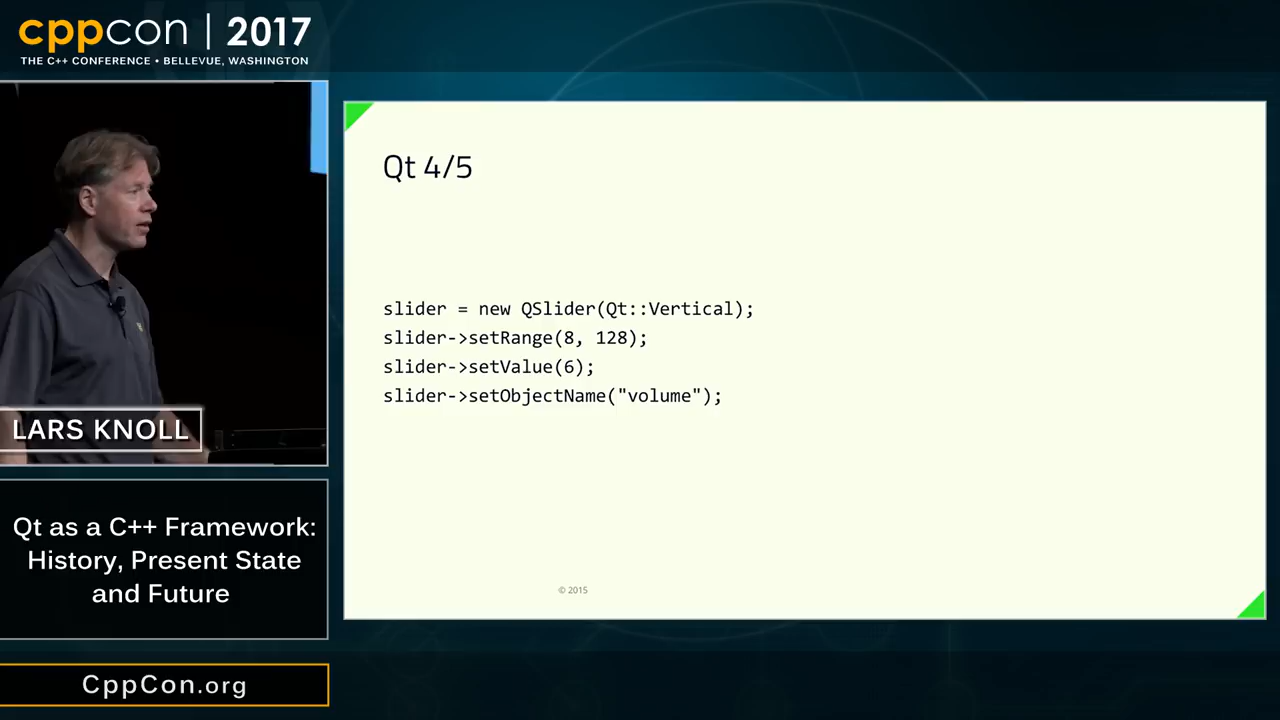 cppcon | 2017
THE C++ CONFERENCE • BELLEVUE, WASHINGTON
LARS KNOLL
Qt as a C++ Framework:
History, Present State
and Future
CppCon.org
Qt 4/5
slider = new QSlider(Qt::Vertical);
slider->setRange(8, 128);
slider->setValue(6);
slider->setObjectName("volume");
© 2015